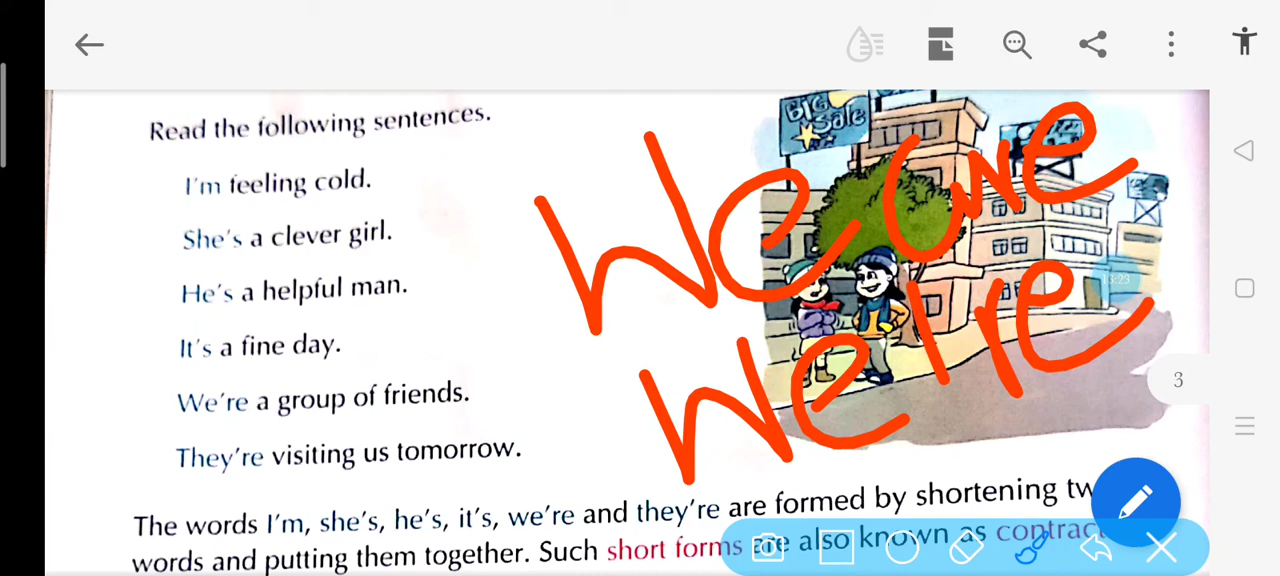 Read the following sentences.
BIG Sale
I'm feeling cold.
She's a clever girl.
He's a helpful man.
It's a fine day.
We're a group of friends.
They're visiting us tomorrow.
We are
We're
13:23
3
The words I'm, she's, he's, it's, we're and they're are formed by shortening tw
words and putting them together. Such short forms are also known as contract